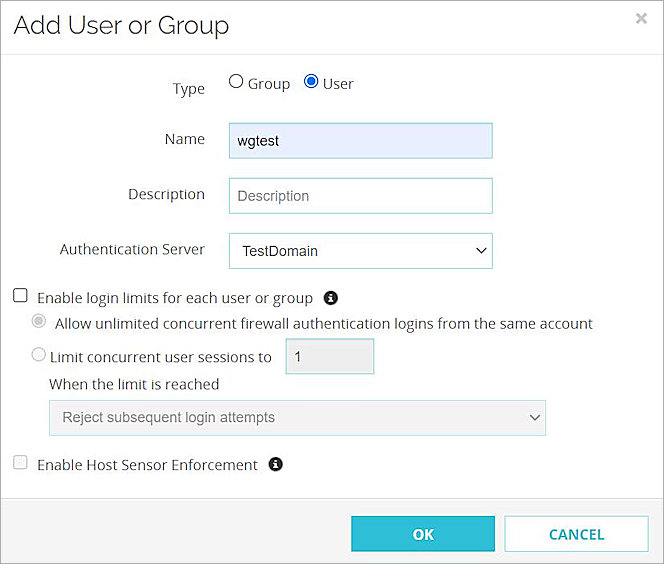 Add User or Group
×
Type Group User
Name wgtest
Description Description
Authentication Server TestDomain
Enable login limits for each user or group
Allow unlimited concurrent firewall authentication logins from the same account
Limit concurrent user sessions to 1
When the limit is reached
Reject subsequent login attempts
Enable Host Sensor Enforcement
OK CANCEL